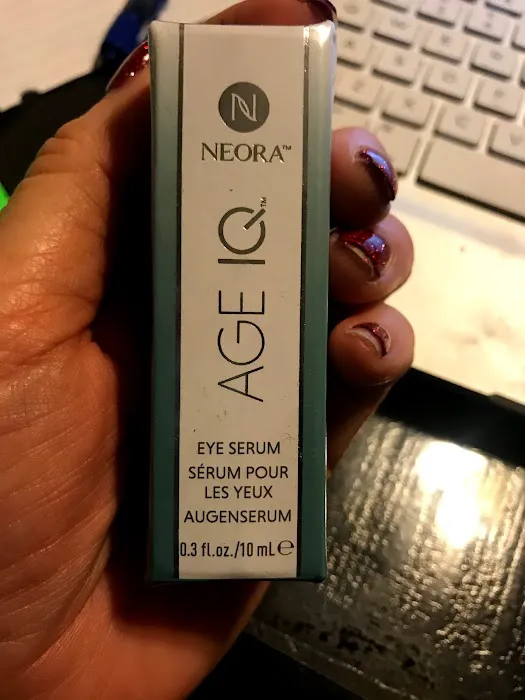 N
NEORA™
AGE IQ™
EYE SERUM
SÉRUM POUR
LES YEUX
AUGENSERUM
0.3 fl.oz./10 mL℮